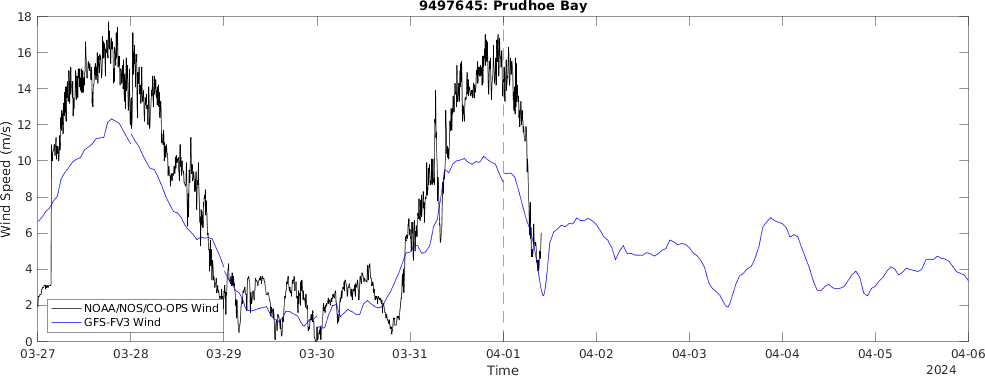 9497645: Prudhoe Bay
18
16
14
12
10
8
6
4
2
0
Wind Speed (m/s)
NOAA/NOS/CO-OPS Wind
GFS-FV3 Wind
03-27 03-28 03-29 03-30 03-31 04-01 04-02 04-03 04-04 04-05 04-06
Time
2024